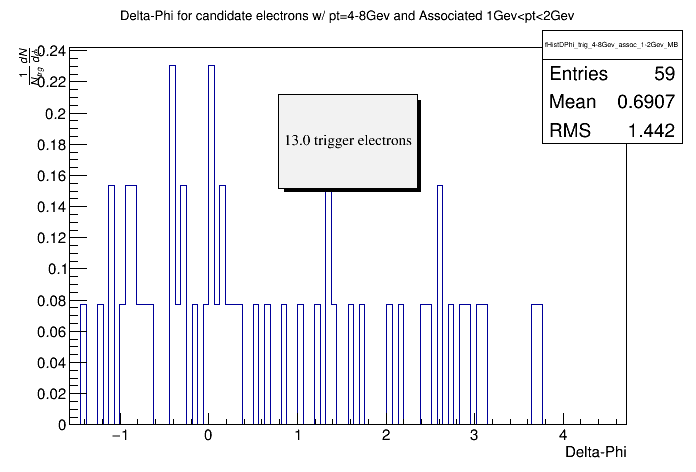 Delta-Phi for candidate electrons w/ pt=4-8Gev and Associated 1Gev<pt<2Gev
fHistDPhi_trig_4-8Gev_assoc_1-2Gev_MB
Entries 59
Mean 0.6907
RMS 1.442
13.0 trigger electrons
0.24
0.22
0.2
0.18
0.16
0.14
0.12
0.1
0.08
0.06
0.04
0.02
0
−1 0 1 2 3 4
Delta-Phi